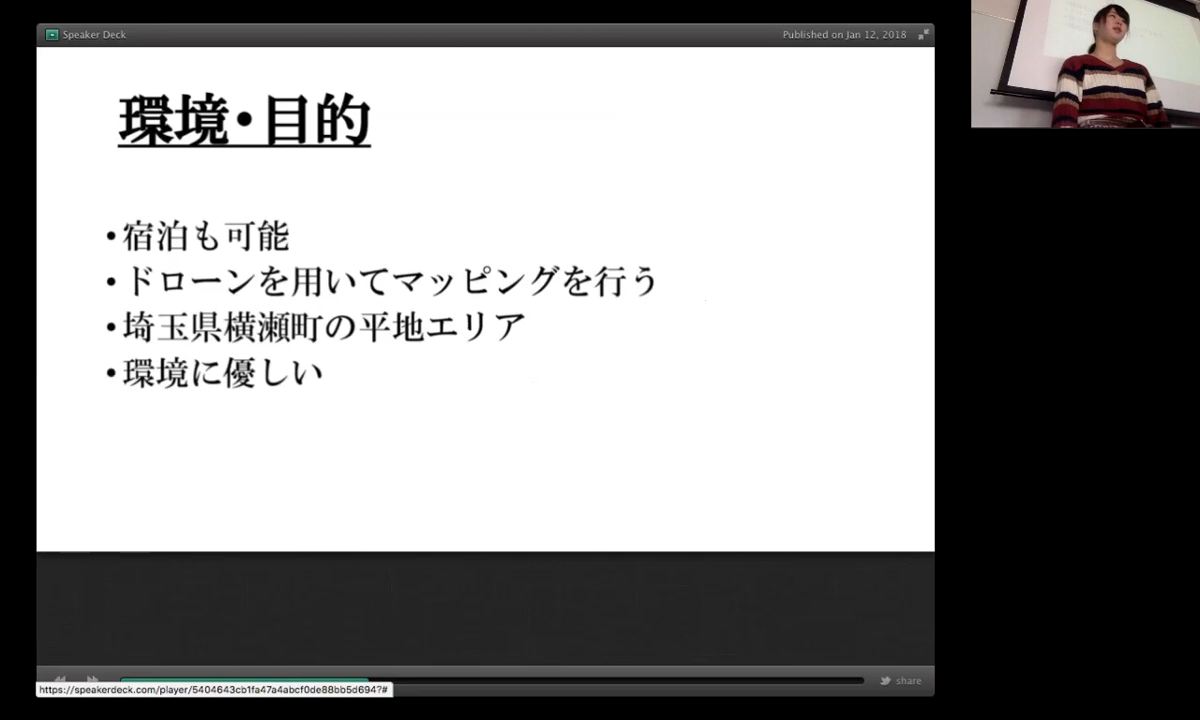 Speaker Deck
Published on Jan 12, 2018
環境・目的
•宿泊も可能
•ドローンを用いてマッピングを行う
•埼玉県横瀬町の平地エリア
•環境に優しい
share
https://speakerdeck.com/player/5404643cb1fa47a4abcf0de88bb5d694?#